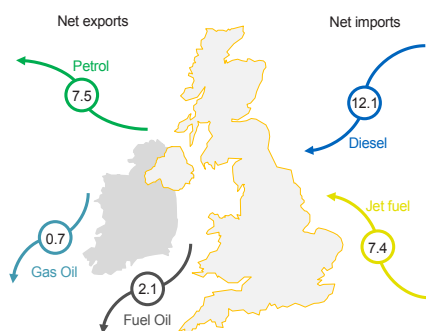 Net exports
Net imports
Petrol
7.5
12.1
Diesel
Jet fuel
7.4
0.7
Gas Oil
2.1
Fuel Oil